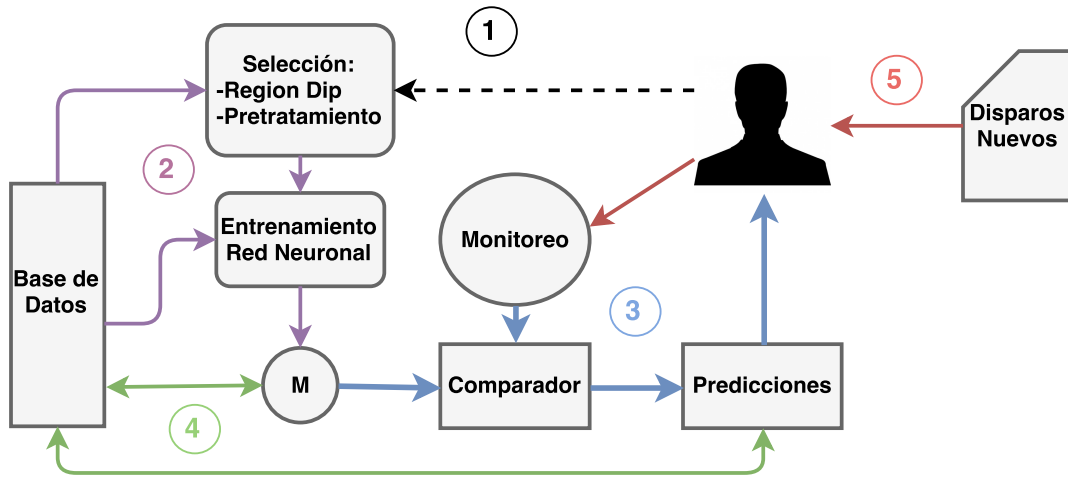 1
Selección:
-Region Dip
-Pretratamiento
5
Disparos
Nuevos
2
Entrenamiento
Red Neuronal
Monitoreo
Base de
Datos
3
M
Comparador
Predicciones
4